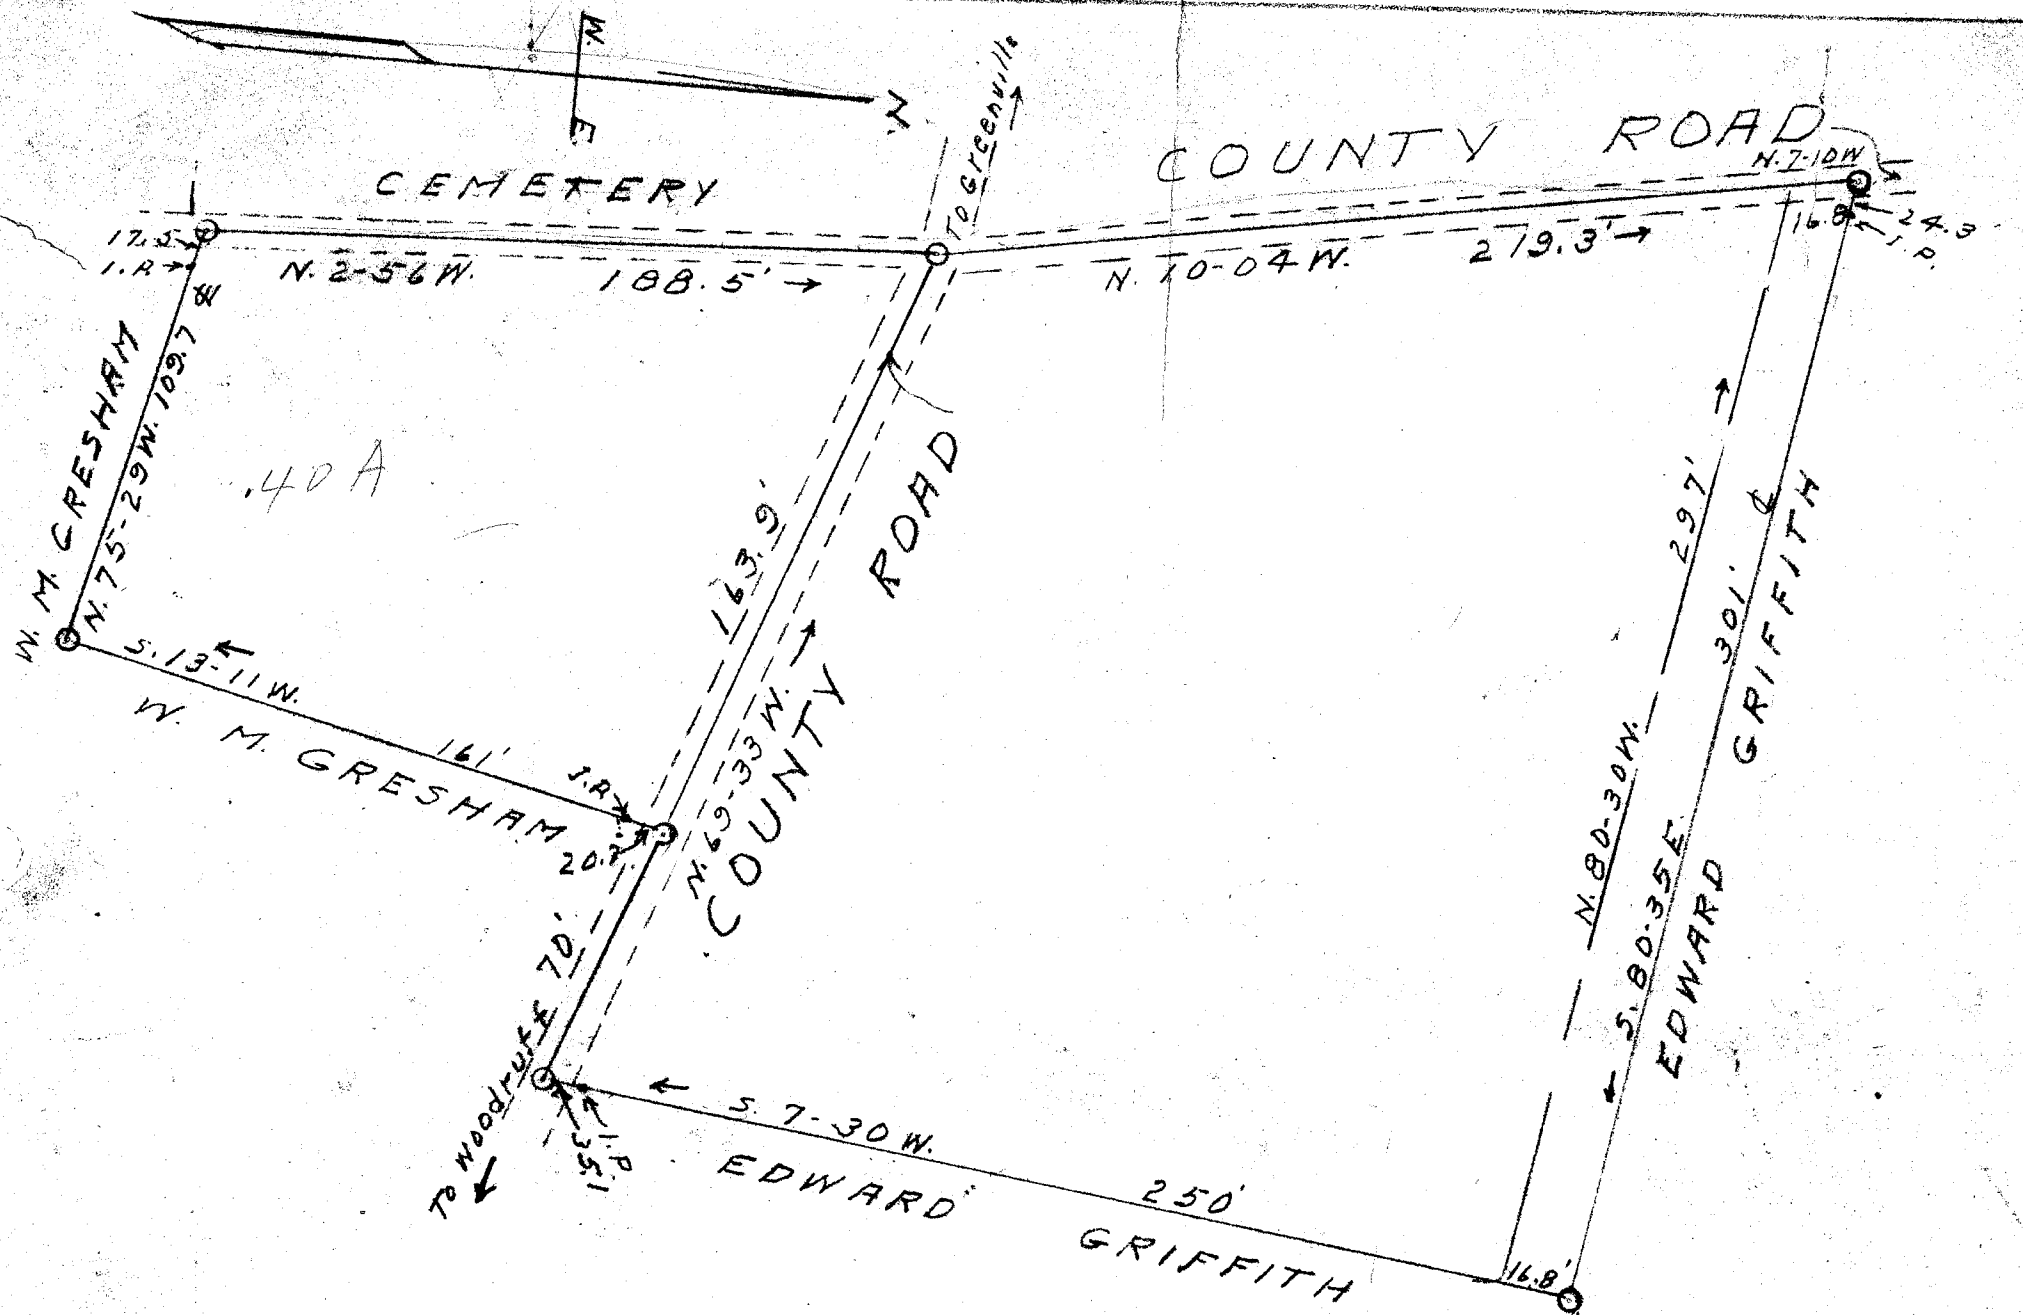 W.
E.
N.
TO Greenville
CEMETERY
COUNTY ROAD
N. 7-10W
17.5
I.P.
N. 2-56 W. 188.5'
N. 10-04 W. 219.3'
16.8
24.3
I.P.
W. M. GRESHAM
N. 75-29 W. 109.7
.40 A
163.9'
N. 69-33 W.
COUNTY ROAD
297'
N. 80-30 W.
℄
301'
S. 80-35 E
EDWARD GRIFFITH
S. 13-11 W.
161'
W. M. GRESHAM
I.P.
20.7
70'
TO Woodruff
I.P.
35.1
S. 7-30 W.
250'
EDWARD GRIFFITH
16.8'